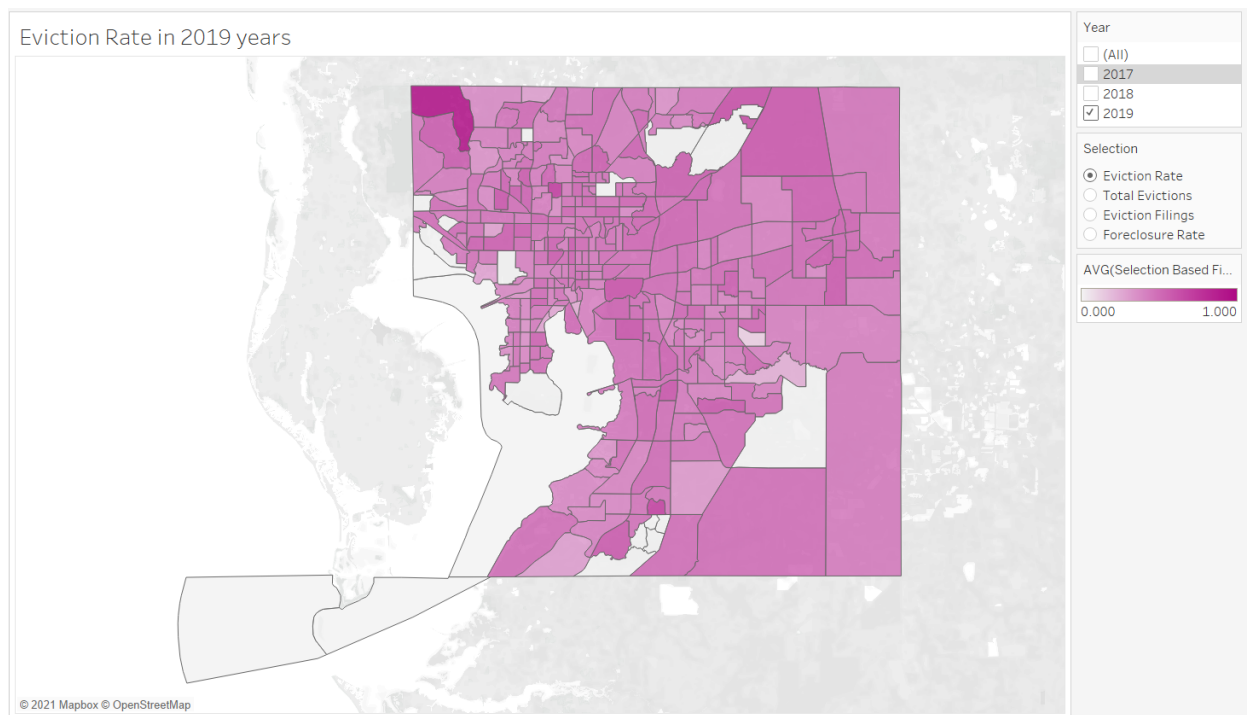 Eviction Rate in 2019 years
Year
(All)
2017
2018
2019
Selection
Eviction Rate
Total Evictions
Eviction Filings
Foreclosure Rate
AVG(Selection Based Fi...
0.000 1.000
© 2021 Mapbox © OpenStreetMap